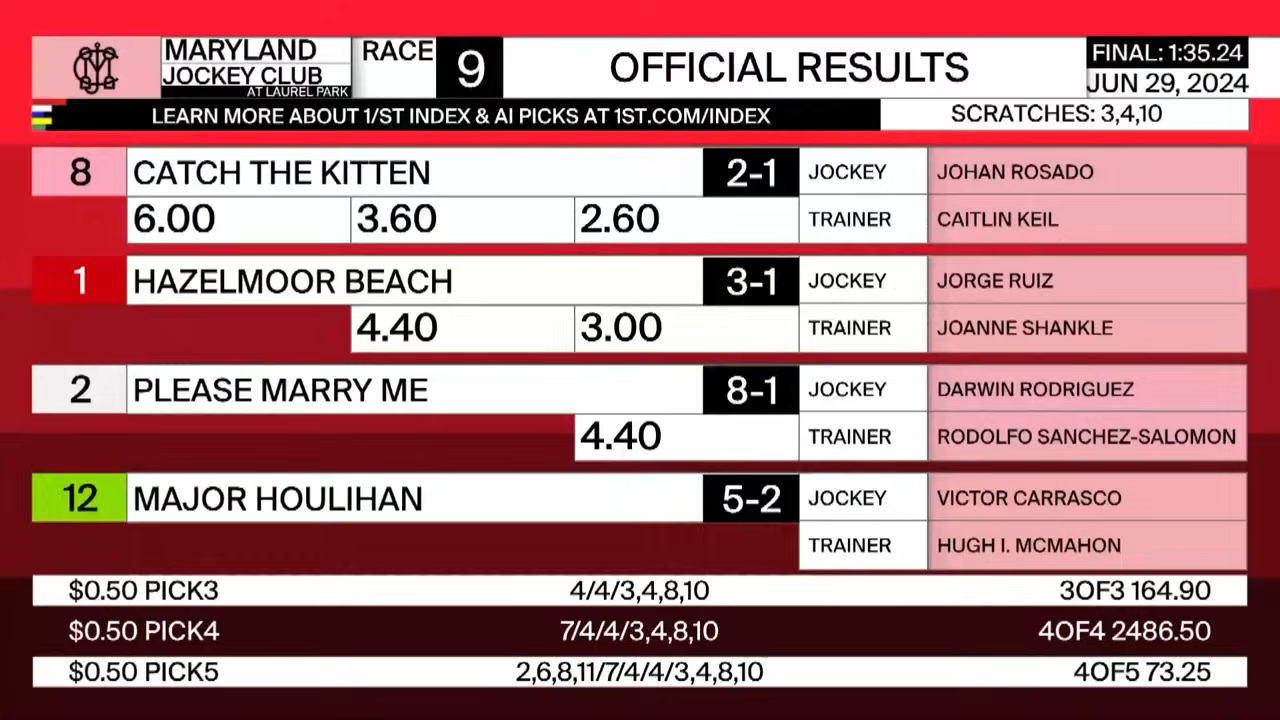 MARYLAND
JOCKEY CLUB
AT LAUREL PARK
RACE 9
OFFICIAL RESULTS
FINAL: 1:35.24
JUN 29, 2024
LEARN MORE ABOUT 1/ST INDEX & AI PICKS AT 1ST.COM/INDEX
SCRATCHES: 3,4,10
8 CATCH THE KITTEN 2-1 JOCKEY JOHAN ROSADO
6.00 3.60 2.60 TRAINER CAITLIN KEIL
1 HAZELMOOR BEACH 3-1 JOCKEY JORGE RUIZ
4.40 3.00 TRAINER JOANNE SHANKLE
2 PLEASE MARRY ME 8-1 JOCKEY DARWIN RODRIGUEZ
4.40 TRAINER RODOLFO SANCHEZ-SALOMON
12 MAJOR HOULIHAN 5-2 JOCKEY VICTOR CARRASCO
TRAINER HUGH I. MCMAHON
$0.50 PICK3 4/4/3,4,8,10 3OF3 164.90
$0.50 PICK4 7/4/4/3,4,8,10 4OF4 2486.50
$0.50 PICK5 2,6,8,11/7/4/4/3,4,8,10 4OF5 73.25